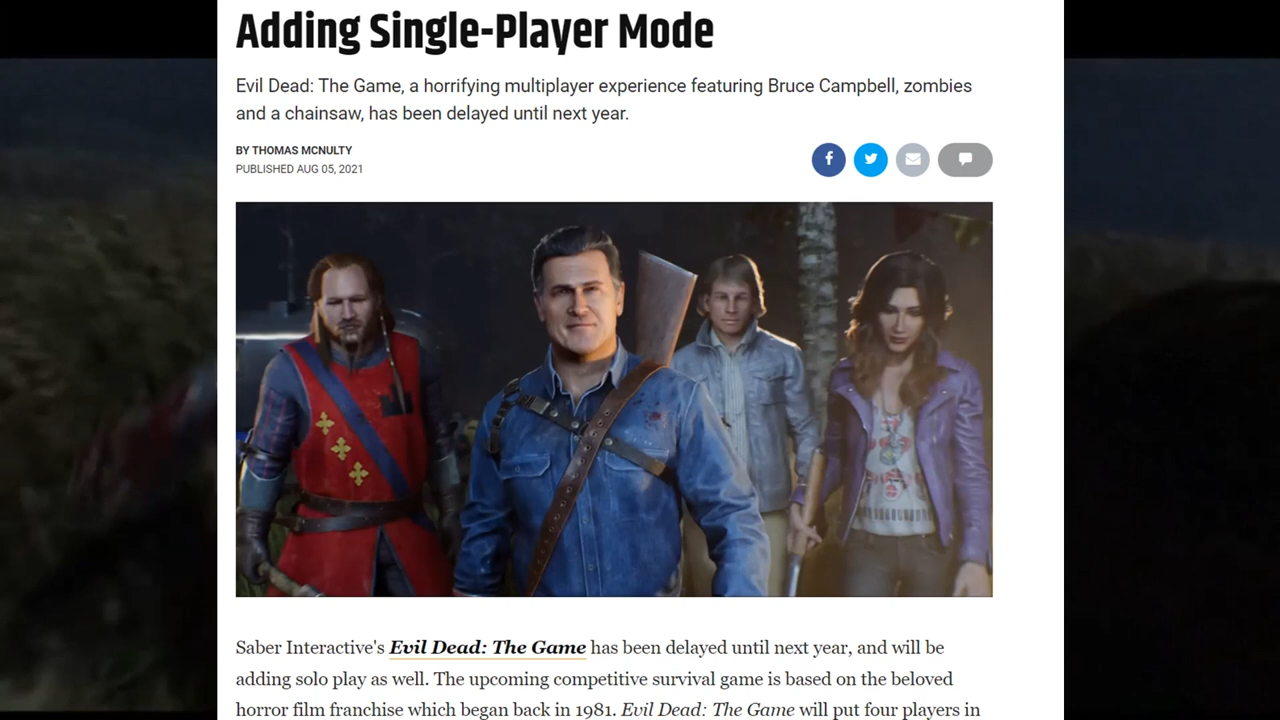 Adding Single-Player Mode
Evil Dead: The Game, a horrifying multiplayer experience featuring Bruce Campbell, zombies
and a chainsaw, has been delayed until next year.
BY THOMAS MCNULTY
PUBLISHED AUG 05, 2021
Saber Interactive's Evil Dead: The Game has been delayed until next year, and will be
adding solo play as well. The upcoming competitive survival game is based on the beloved
horror film franchise which began back in 1981. Evil Dead: The Game will put four players in